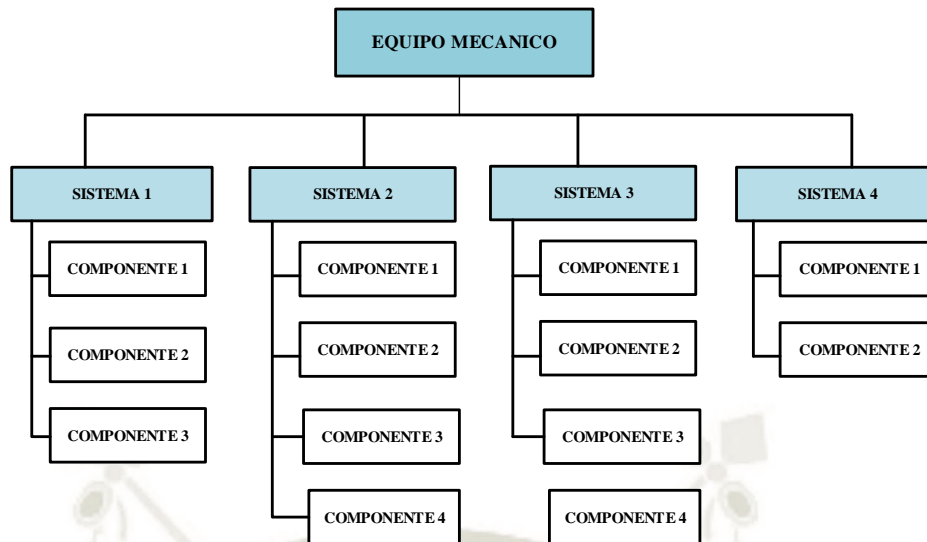 EQUIPO MECANICO
SISTEMA 1
SISTEMA 2
SISTEMA 3
SISTEMA 4
COMPONENTE 1
COMPONENTE 1
COMPONENTE 1
COMPONENTE 1
COMPONENTE 2
COMPONENTE 2
COMPONENTE 2
COMPONENTE 2
COMPONENTE 3
COMPONENTE 3
COMPONENTE 3
COMPONENTE 4
COMPONENTE 4